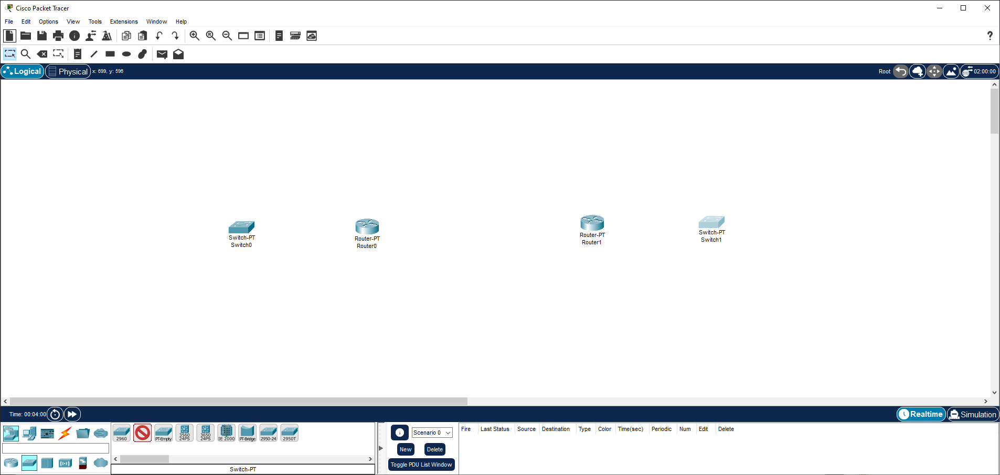 Cisco Packet Tracer
File Edit Options View Tools Extensions Window Help
Logical Physical x: 699, y: 596 Root 02:00:00
Switch-PT
Switch0
Router-PT
Router0
Router-PT
Router1
Switch-PT
Switch1
Time: 00:04:00 Realtime Simulation
2960 PT-Empty 3560 24PS 3650 24PS IE 2000 PT-Bridge 2950-24 2950T
Switch-PT
Scenario 0
New Delete
Toggle PDU List Window
Fire Last Status Source Destination Type Color Time(sec) Periodic Num Edit Delete